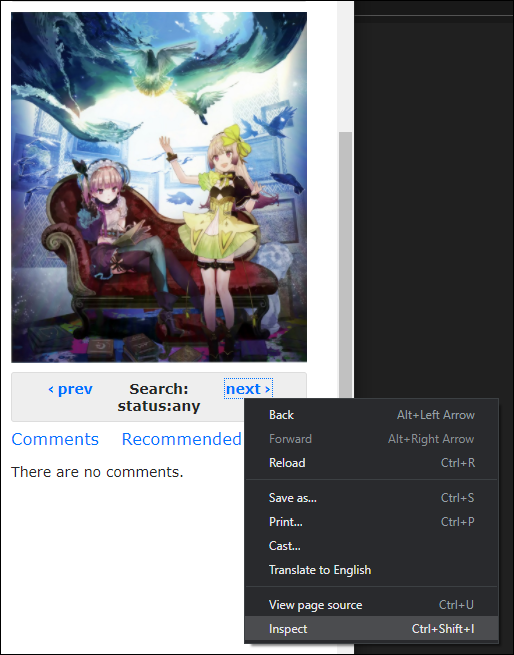 ‹ prev
Search:
status:any
next ›
Comments
Recommended
There are no comments.
Back Alt+Left Arrow
Forward Alt+Right Arrow
Reload Ctrl+R
Save as... Ctrl+S
Print... Ctrl+P
Cast...
Translate to English
View page source Ctrl+U
Inspect Ctrl+Shift+I